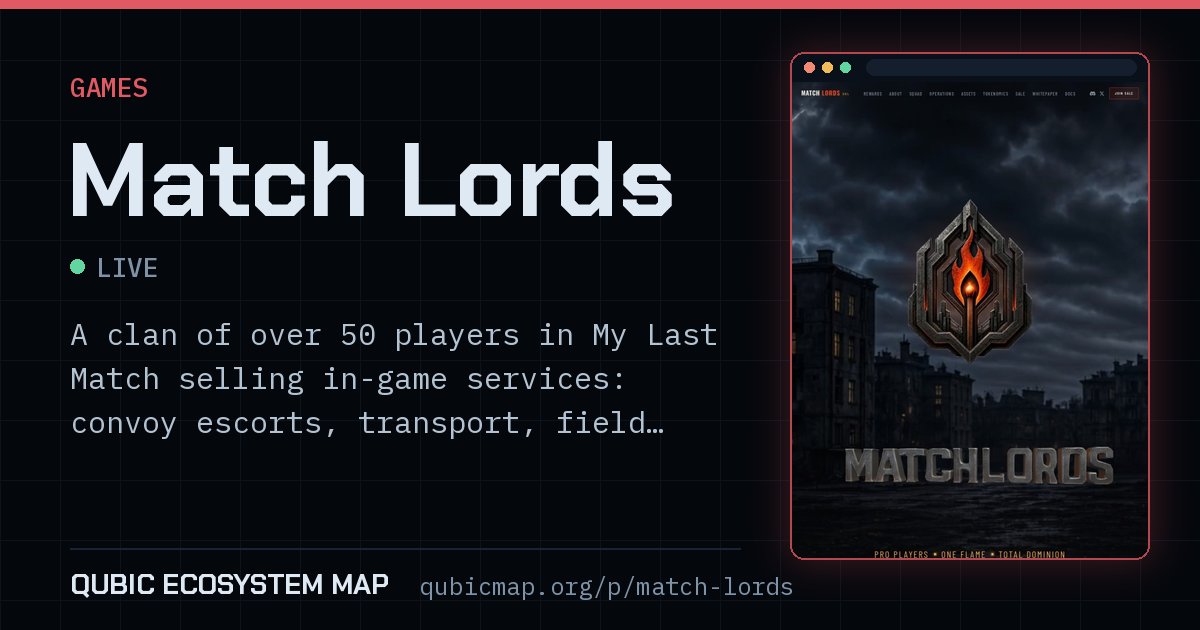 GAMES
Match Lords
LIVE
A clan of over 50 players in My Last
Match selling in-game services:
convoy escorts, transport, field…
QUBIC ECOSYSTEM MAP
qubicmap.org/p/match-lords
MATCH LORDS
REWARDS ABOUT SQUAD OPERATIONS ASSETS TOKENOMICS SALE WHITEPAPER DOCS
JOIN SALE
MATCHLORDS
PRO PLAYERS • ONE FLAME • TOTAL DOMINION